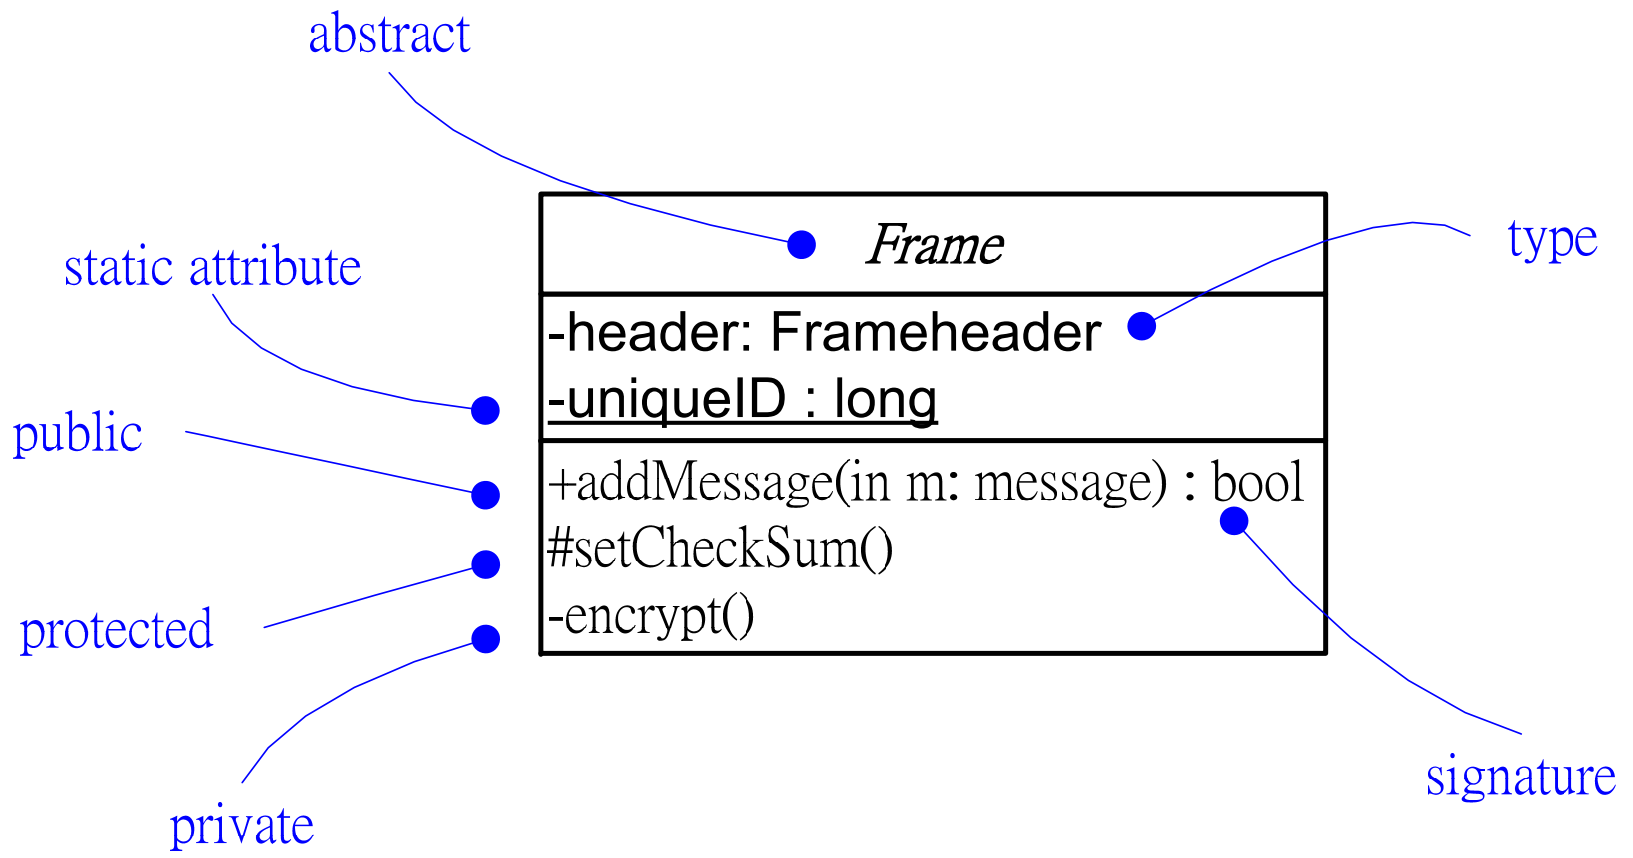 abstract
Frame
type
static attribute
-header: Frameheader
-uniqueID : long
public
+addMessage(in m: message) : bool
#setCheckSum()
protected
-encrypt()
signature
private